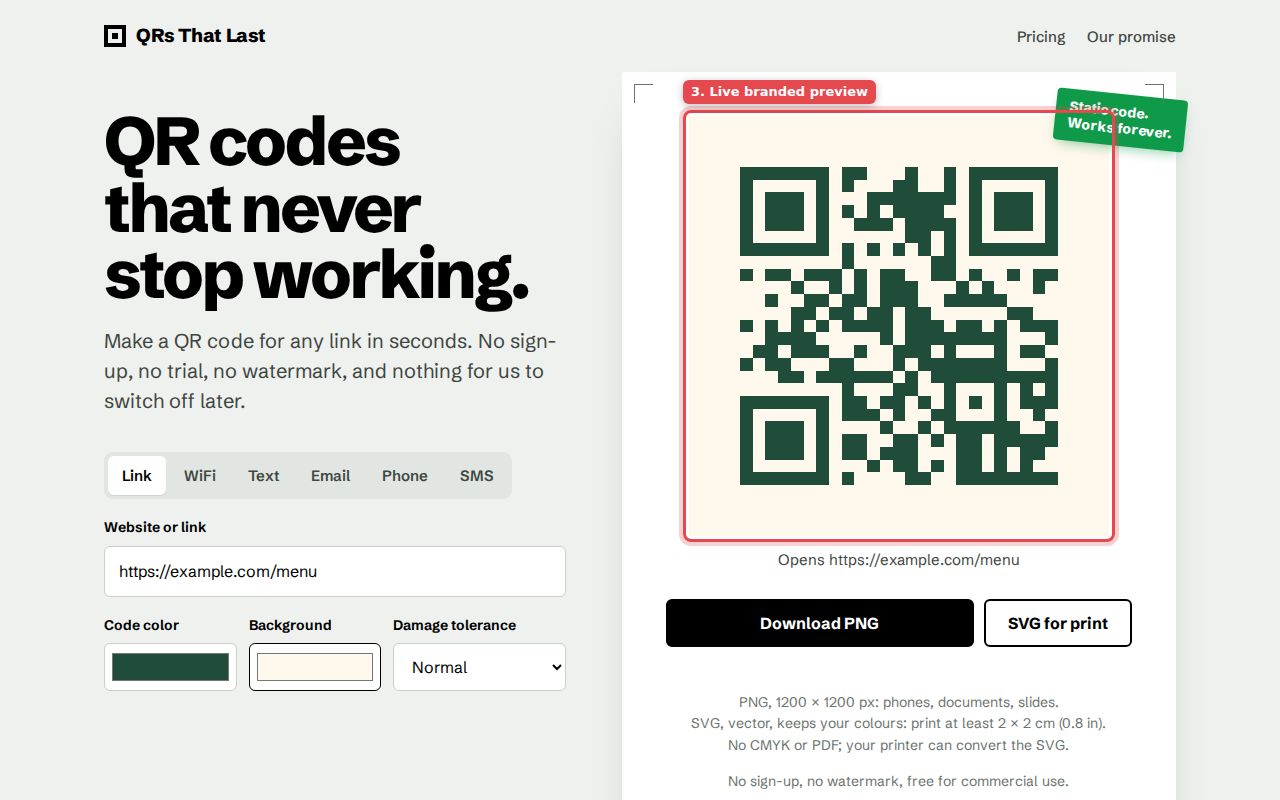 QRs That Last
Pricing
Our promise
3. Live branded preview
Static code.
Works forever.
QR codes
that never
stop working.
Make a QR code for any link in seconds. No sign-
up, no trial, no watermark, and nothing for us to
switch off later.
Link
WiFi
Text
Email
Phone
SMS
Website or link
https://example.com/menu
Code color
Background
Damage tolerance
Normal
Opens https://example.com/menu
Download PNG
SVG for print
PNG, 1200 × 1200 px: phones, documents, slides.
SVG, vector, keeps your colours: print at least 2 × 2 cm (0.8 in).
No CMYK or PDF; your printer can convert the SVG.
No sign-up, no watermark, free for commercial use.